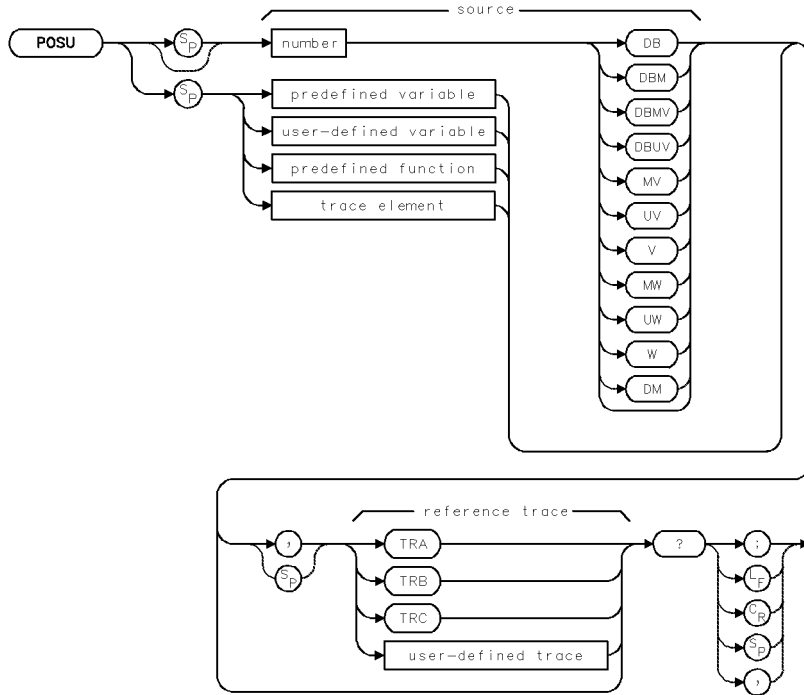 source
POSU
SP
number
DB
DBM
SP
predefined variable
DBMV
user-defined variable
DBUV
predefined function
MV
trace element
UV
V
MW
UW
W
DM
reference trace
,
TRA
?
;
SP
TRB
LF
TRC
CR
user-defined trace
SP
,